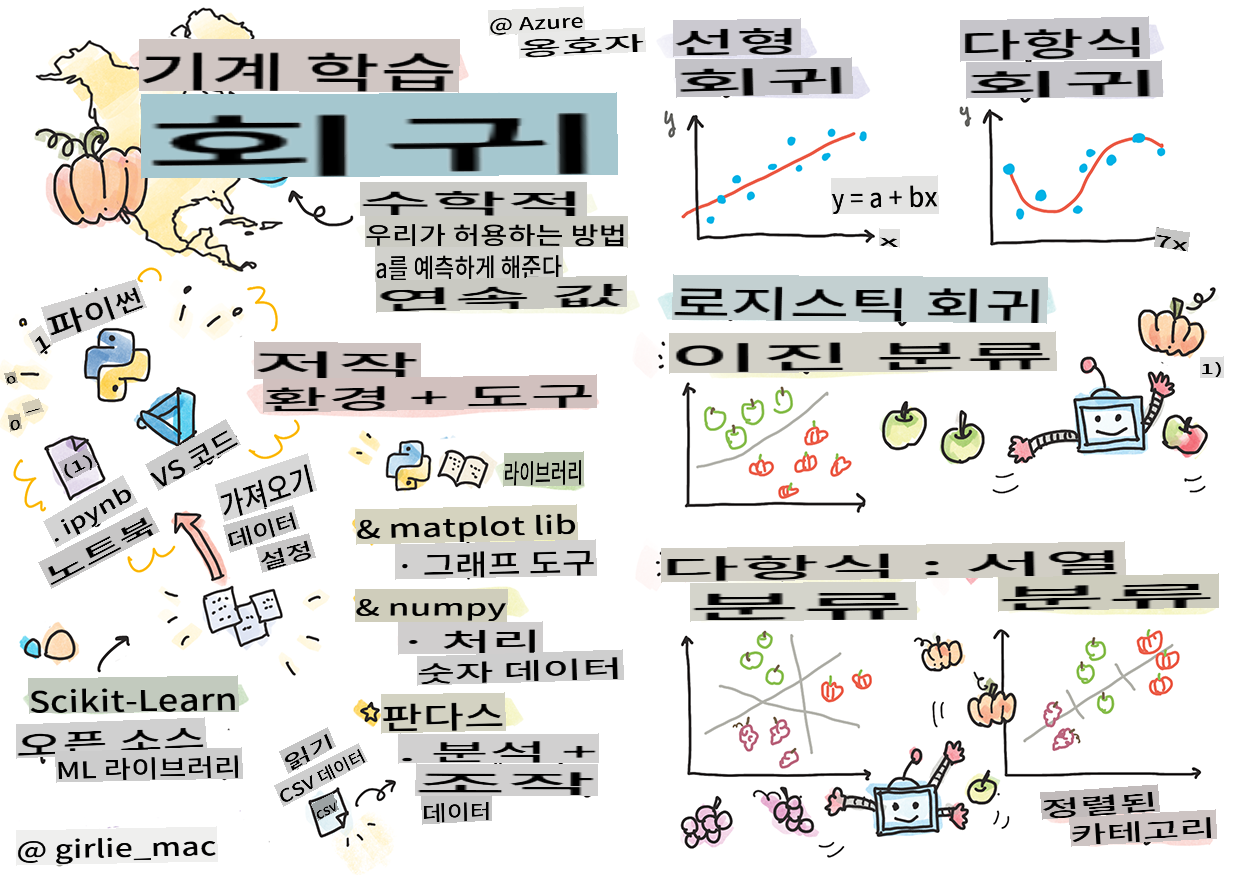 @ Azure
옹호자
기계 학습
회귀
수학적
우리가 허용하는 방법
a를 예측하게 해준다
연속 값
1 파이썬
저작
환경 + 도구
VS 코드
(1)
.ipynb
노트북
가져오기
데이터
설정
라이브러리
& matplot lib
· 그래프 도구
& numpy
· 처리
숫자 데이터
판다스
. 분석 +
조작
데이터
Scikit-Learn
오픈 소스
ML 라이브러리
읽기
CSV 데이터
CSV
@ girlie_mac
선형
회귀
y
y = a + bx
x
다항식
회귀
y
7x
로지스틱 회귀
이진 분류
1)
다항식 : 서열
분류
분류
정렬된
카테고리